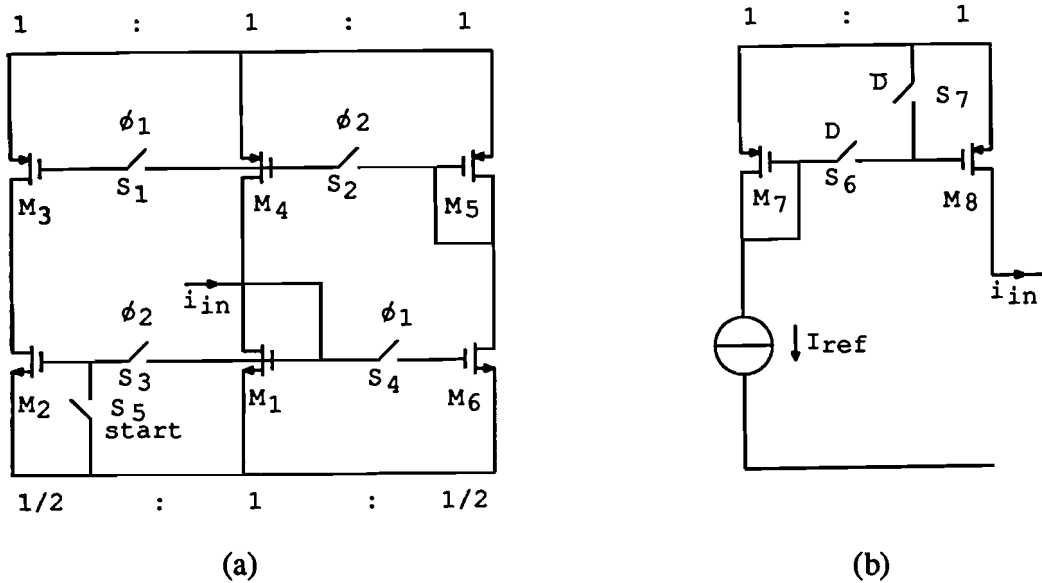 1 : 1 : 1
1 : 1
D̅ S7
ϕ1 ϕ2
D
S1 S2
S6
M3 M4 M5
M7 M8
iin
iin
ϕ2 ϕ1
Iref
S3 S4
M2 S5 M1 M6
start
1/2 : 1 : 1/2
(a) (b)